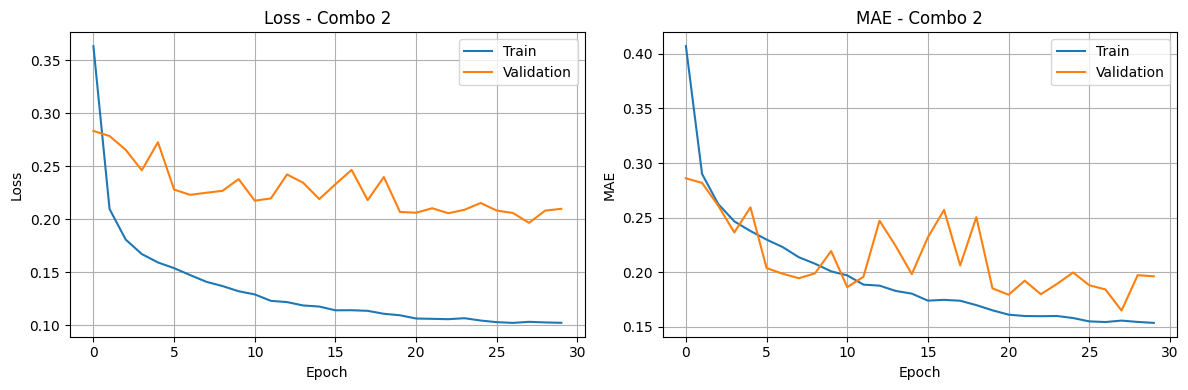 Loss - Combo 2
Train
Validation
0.35
0.30
0.25
0.20
0.15
0.10
Loss
0 5 10 15 20 25 30
Epoch
MAE - Combo 2
Train
Validation
0.40
0.35
0.30
0.25
0.20
0.15
MAE
0 5 10 15 20 25 30
Epoch